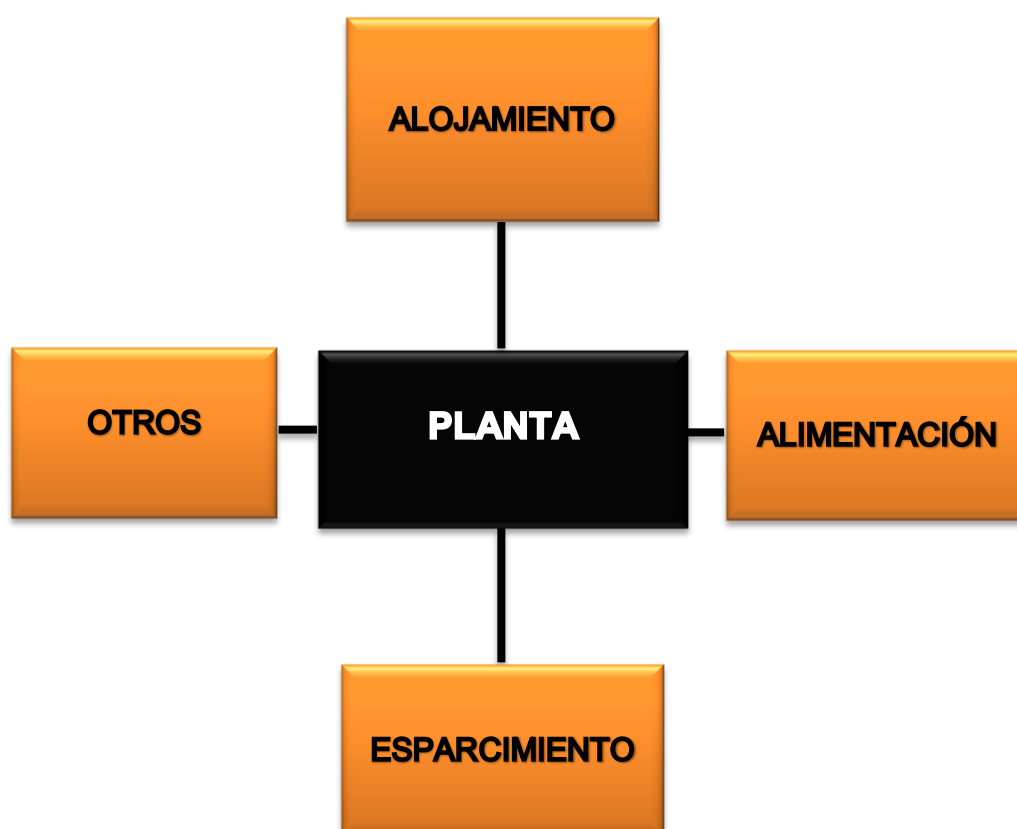 ALOJAMIENTO
OTROS
PLANTA
ALIMENTACIÓN
ESPARCIMIENTO